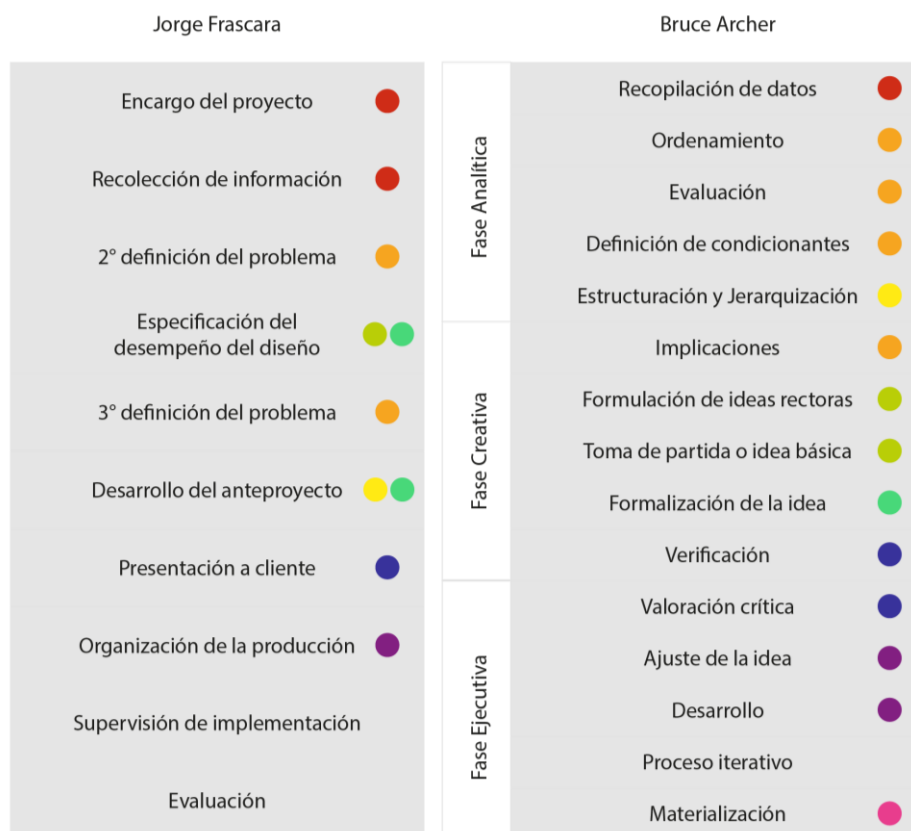 Jorge Frascara
Encargo del proyecto
Recolección de información
2° definición del problema
Especificación del
desempeño del diseño
3° definición del problema
Desarrollo del anteproyecto
Presentación a cliente
Organización de la producción
Supervisión de implementación
Evaluación
Bruce Archer
Fase Analítica
Recopilación de datos
Ordenamiento
Evaluación
Definición de condicionantes
Estructuración y Jerarquización
Fase Creativa
Implicaciones
Formulación de ideas rectoras
Toma de partida o idea básica
Formalización de la idea
Verificación
Fase Ejecutiva
Valoración crítica
Ajuste de la idea
Desarrollo
Proceso iterativo
Materialización